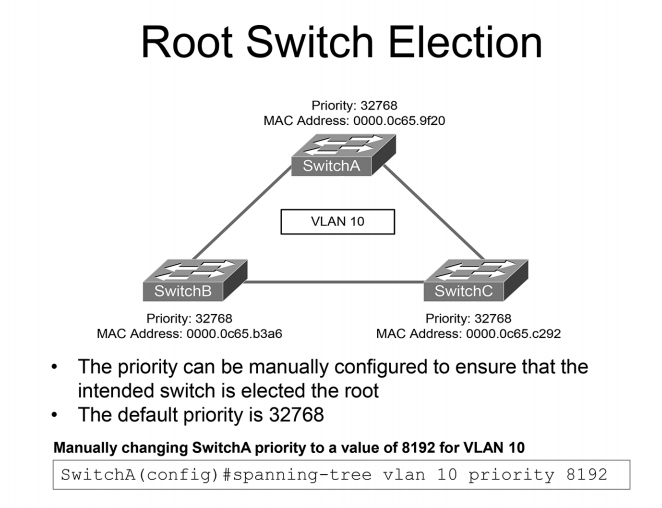 Root Switch Election
Priority: 32768
MAC Address: 0000.0c65.9f20
SwitchA
VLAN 10
SwitchB
SwitchC
Priority: 32768
MAC Address: 0000.0c65.b3a6
Priority: 32768
MAC Address: 0000.0c65.c292
• The priority can be manually configured to ensure that the
intended switch is elected the root
• The default priority is 32768
Manually changing SwitchA priority to a value of 8192 for VLAN 10
SwitchA(config)#spanning-tree vlan 10 priority 8192